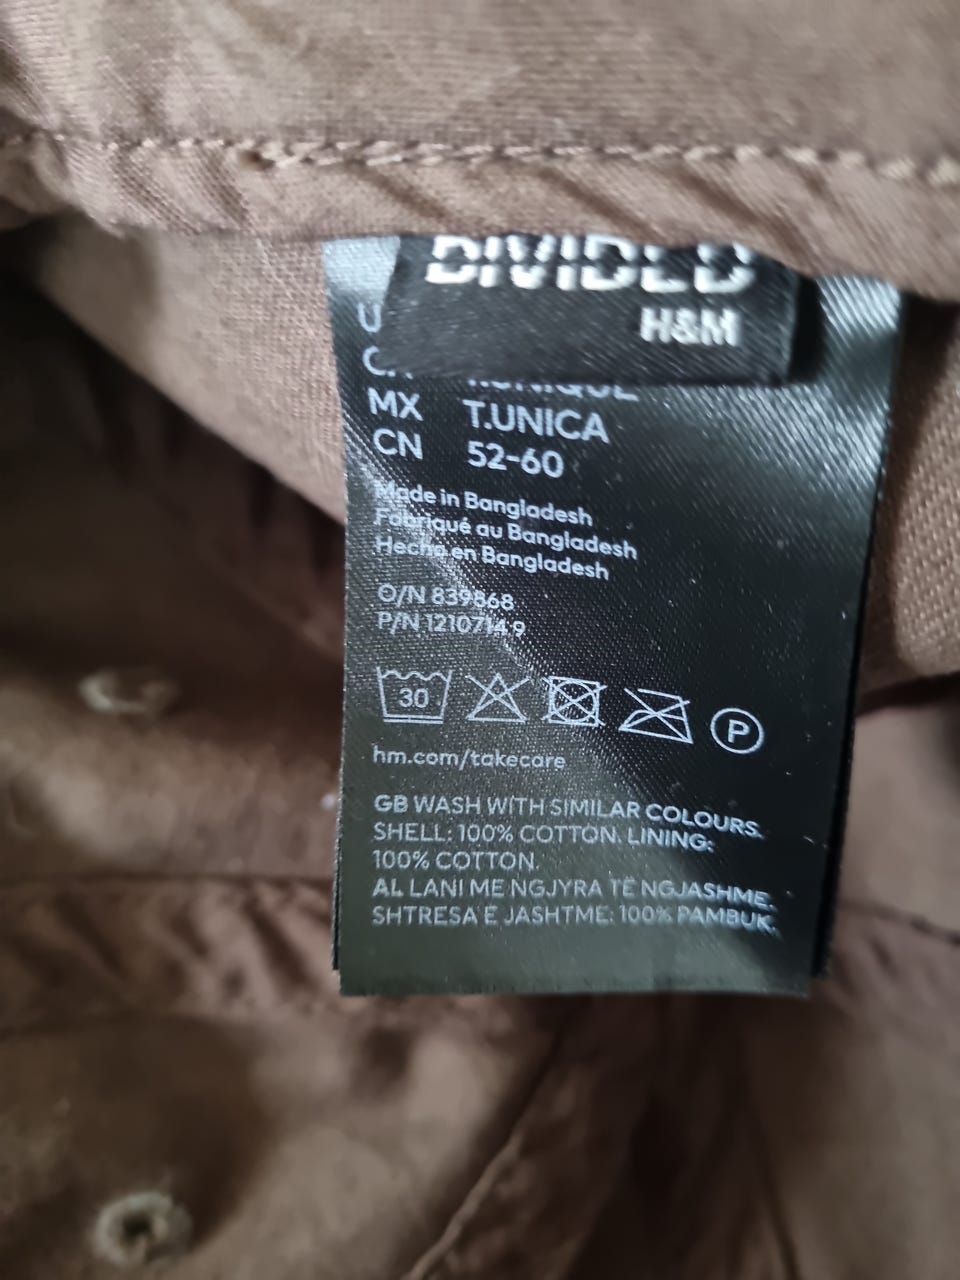 DIVIDED
H&M
MX T.UNICA
CN 52-60
Made in Bangladesh
Fabriqué au Bangladesh
Hecho en Bangladesh
O/N 839868
P/N 12107149
30
P
hm.com/takecare
GB WASH WITH SIMILAR COLOURS.
SHELL: 100% COTTON. LINING:
100% COTTON.
AL LANI ME NGJYRA TË NGJASHME.
SHTRESA E JASHTME: 100% PAMBUK.